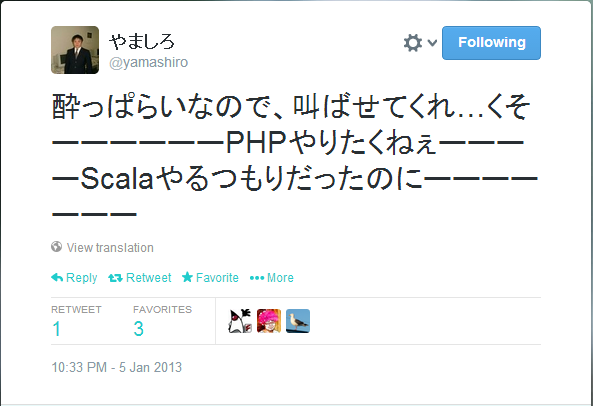 やましろ
@yamashiro
Following
酔っぱらいなので、叫ばせてくれ…くそ
ーーーーーーーPHPやりたくねぇーーーー
ーScalaやるつもりだったのにーーーー
ーーーー
View translation
Reply Retweet Favorite More
RETWEET FAVORITES
1 3
10:33 PM - 5 Jan 2013